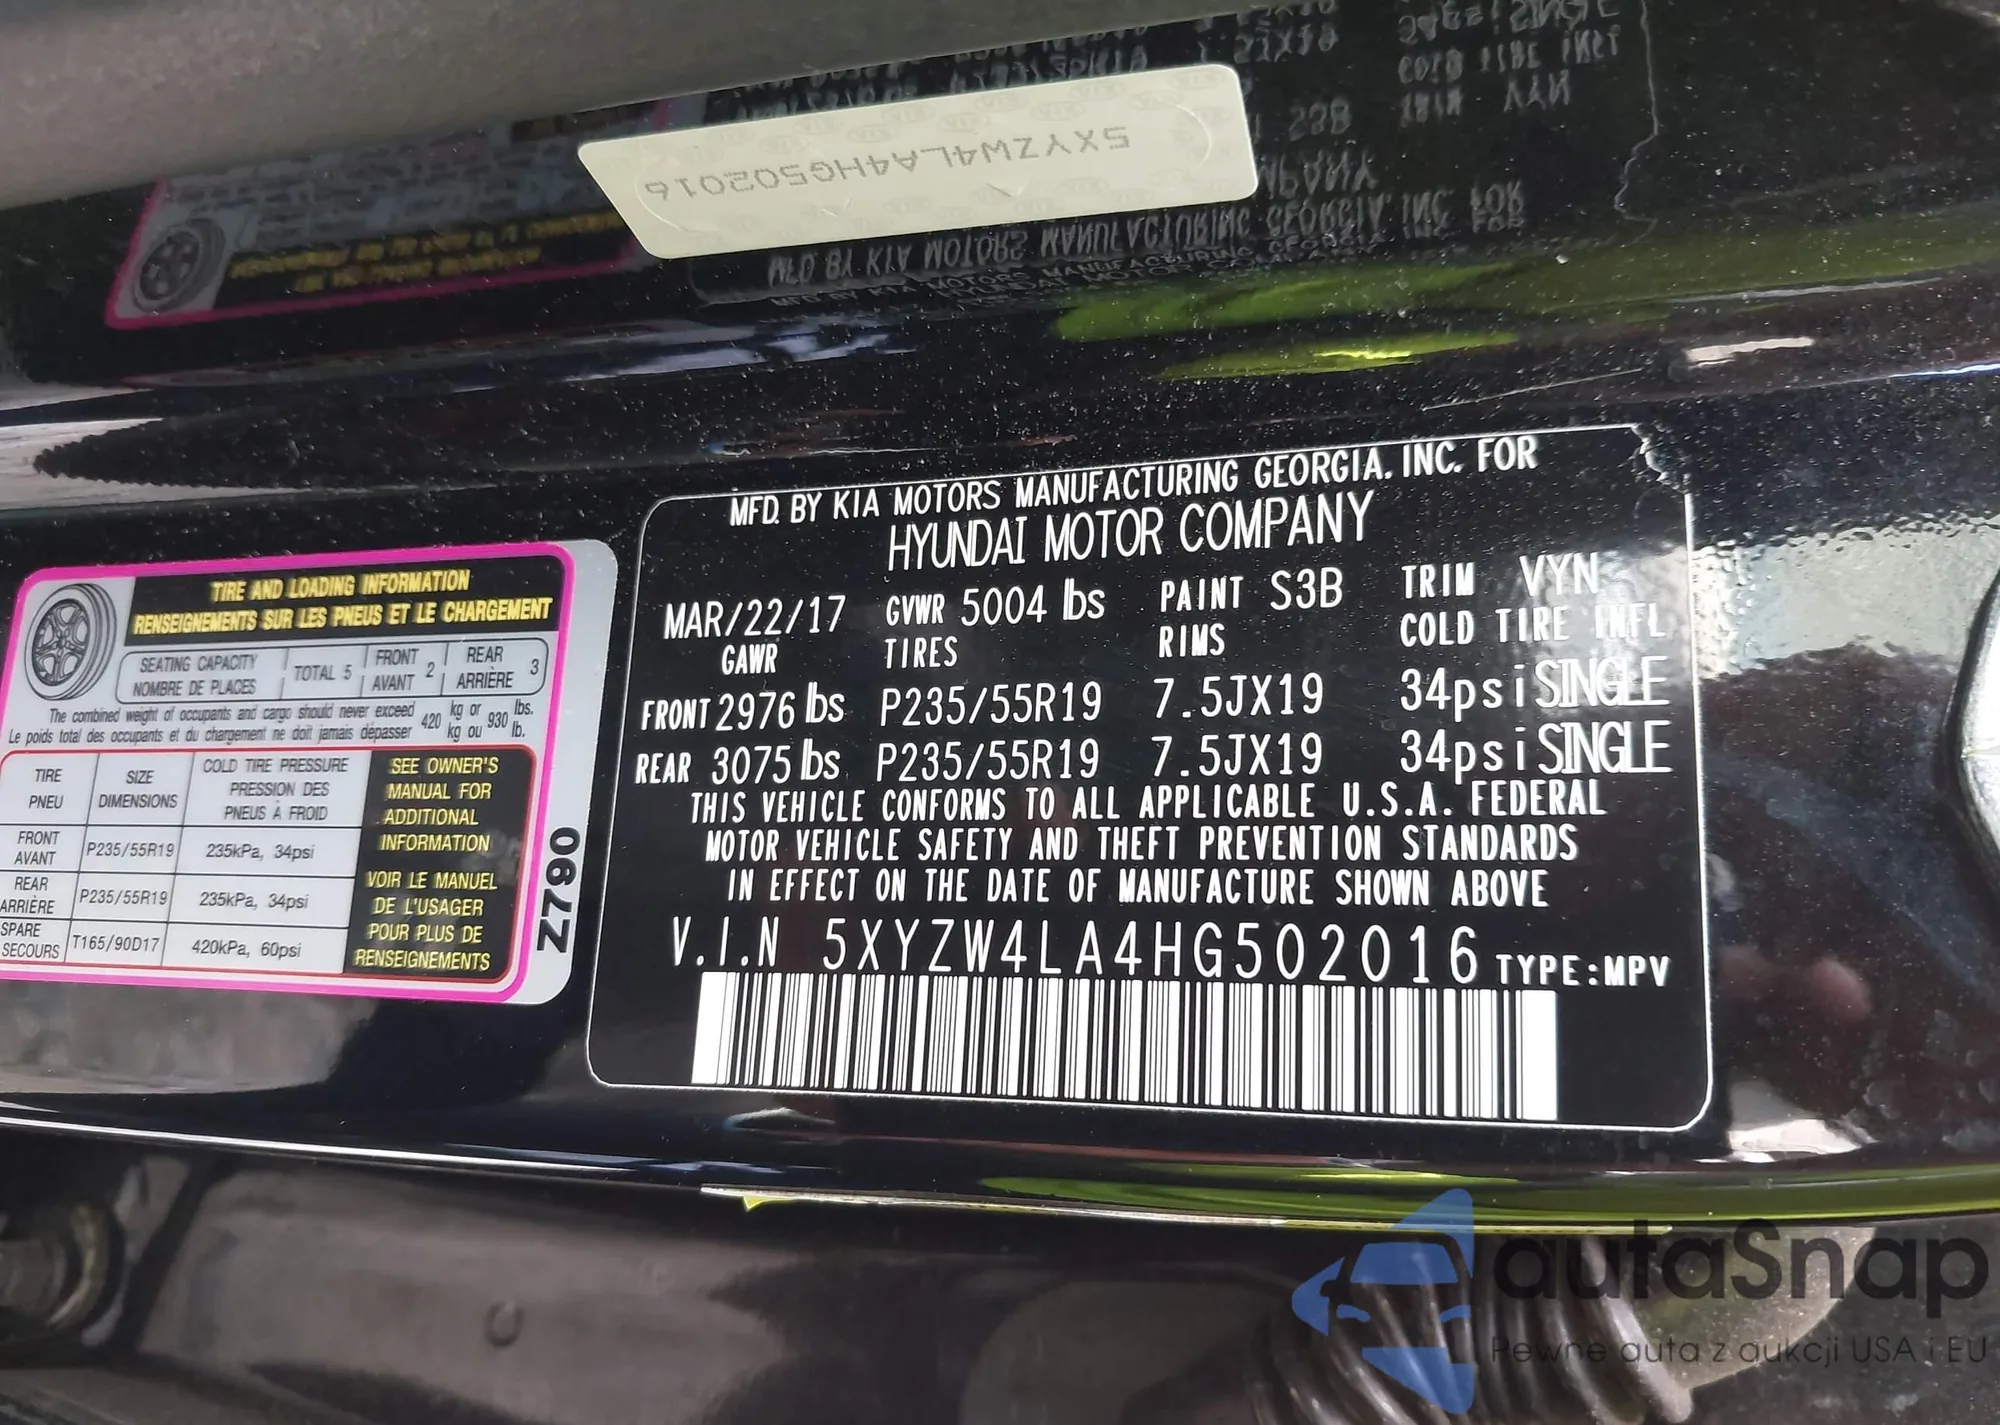 5XYZW4LA4HG502016
MFD. BY KIA MOTORS MANUFACTURING GEORGIA. INC. FOR
HYUNDAI MOTOR COMPANY
MAR/22/17 GVWR 5004 lbs PAINT S3B TRIM VYN
GAWR TIRES RIMS COLD TIRE INFL
FRONT 2976 lbs P235/55R19 7.5JX19 34psi SINGLE
REAR 3075 lbs P235/55R19 7.5JX19 34psi SINGLE
THIS VEHICLE CONFORMS TO ALL APPLICABLE U.S.A. FEDERAL
MOTOR VEHICLE SAFETY AND THEFT PREVENTION STANDARDS
IN EFFECT ON THE DATE OF MANUFACTURE SHOWN ABOVE
V.I.N 5XYZW4LA4HG502016 TYPE:MPV
TIRE AND LOADING INFORMATION
RENSEIGNEMENTS SUR LES PNEUS ET LE CHARGEMENT
SEATING CAPACITY
NOMBRE DE PLACES
TOTAL 5
FRONT
AVANT 2
REAR
ARRIÈRE 3
The combined weight of occupants and cargo should never exceed 420 kg or 930 lbs.
Le poids total des occupants et du chargement ne doit jamais dépasser kg ou lb.
TIRE
PNEU
SIZE
DIMENSIONS
COLD TIRE PRESSURE
PRESSION DES
PNEUS À FROID
FRONT
AVANT
P235/55R19
235kPa, 34psi
REAR
ARRIÈRE
P235/55R19
235kPa, 34psi
SPARE
SECOURS
T165/90D17
420kPa, 60psi
SEE OWNER'S
MANUAL FOR
ADDITIONAL
INFORMATION
VOIR LE MANUEL
DE L'USAGER
POUR PLUS DE
RENSEIGNEMENTS
Z790
autaSnap
Pewne auta z aukcji USA i EU